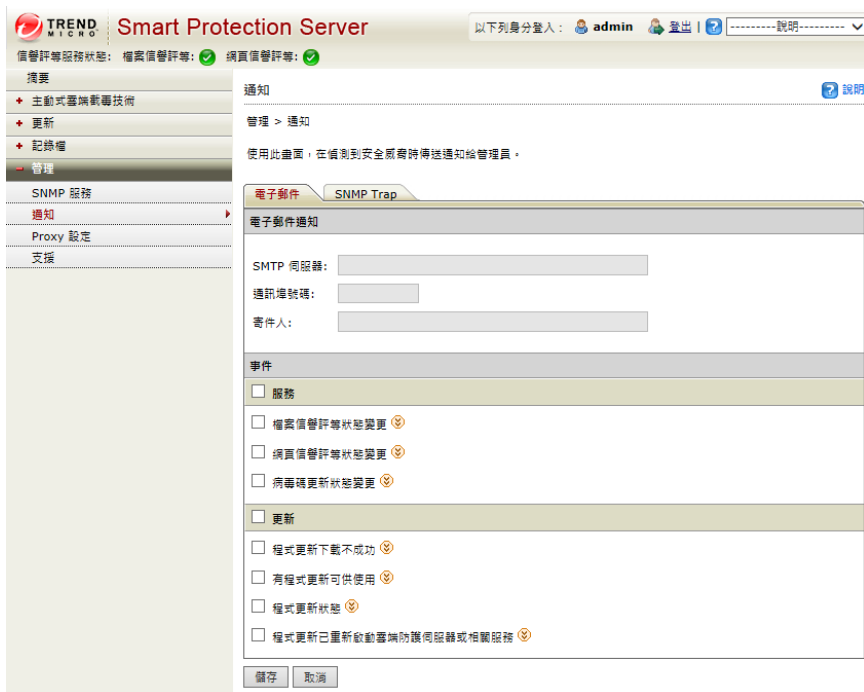 TREND MICRO Smart Protection Server 以下列身分登入： admin 登出 | ---------說明---------
信譽評等服務狀態: 檔案信譽評等: 網頁信譽評等:
摘要
+ 主動式雲端截毒技術
+ 更新
+ 記錄檔
- 管理
SNMP 服務
通知
Proxy 設定
支援
通知 說明
管理 > 通知
使用此畫面，在偵測到安全威脅時傳送通知給管理員。
電子郵件 SNMP Trap
電子郵件通知
SMTP 伺服器:
通訊埠號碼:
寄件人:
事件
服務
檔案信譽評等狀態變更
網頁信譽評等狀態變更
病毒碼更新狀態變更
更新
程式更新下載不成功
有程式更新可供使用
程式更新狀態
程式更新已重新啟動雲端防護伺服器或相關服務
儲存 取消